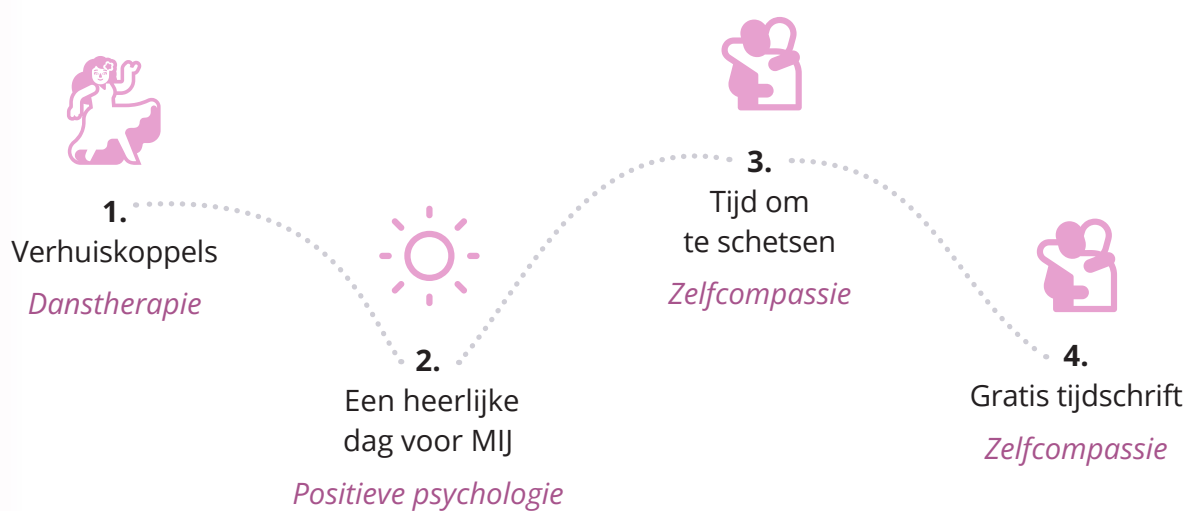 1.
Verhuiskoppels
Danstherapie
2.
Een heerlijke
dag voor MIJ
Positieve psychologie
3.
Tijd om
te schetsen
Zelfcompassie
4.
Gratis tijdschrift
Zelfcompassie